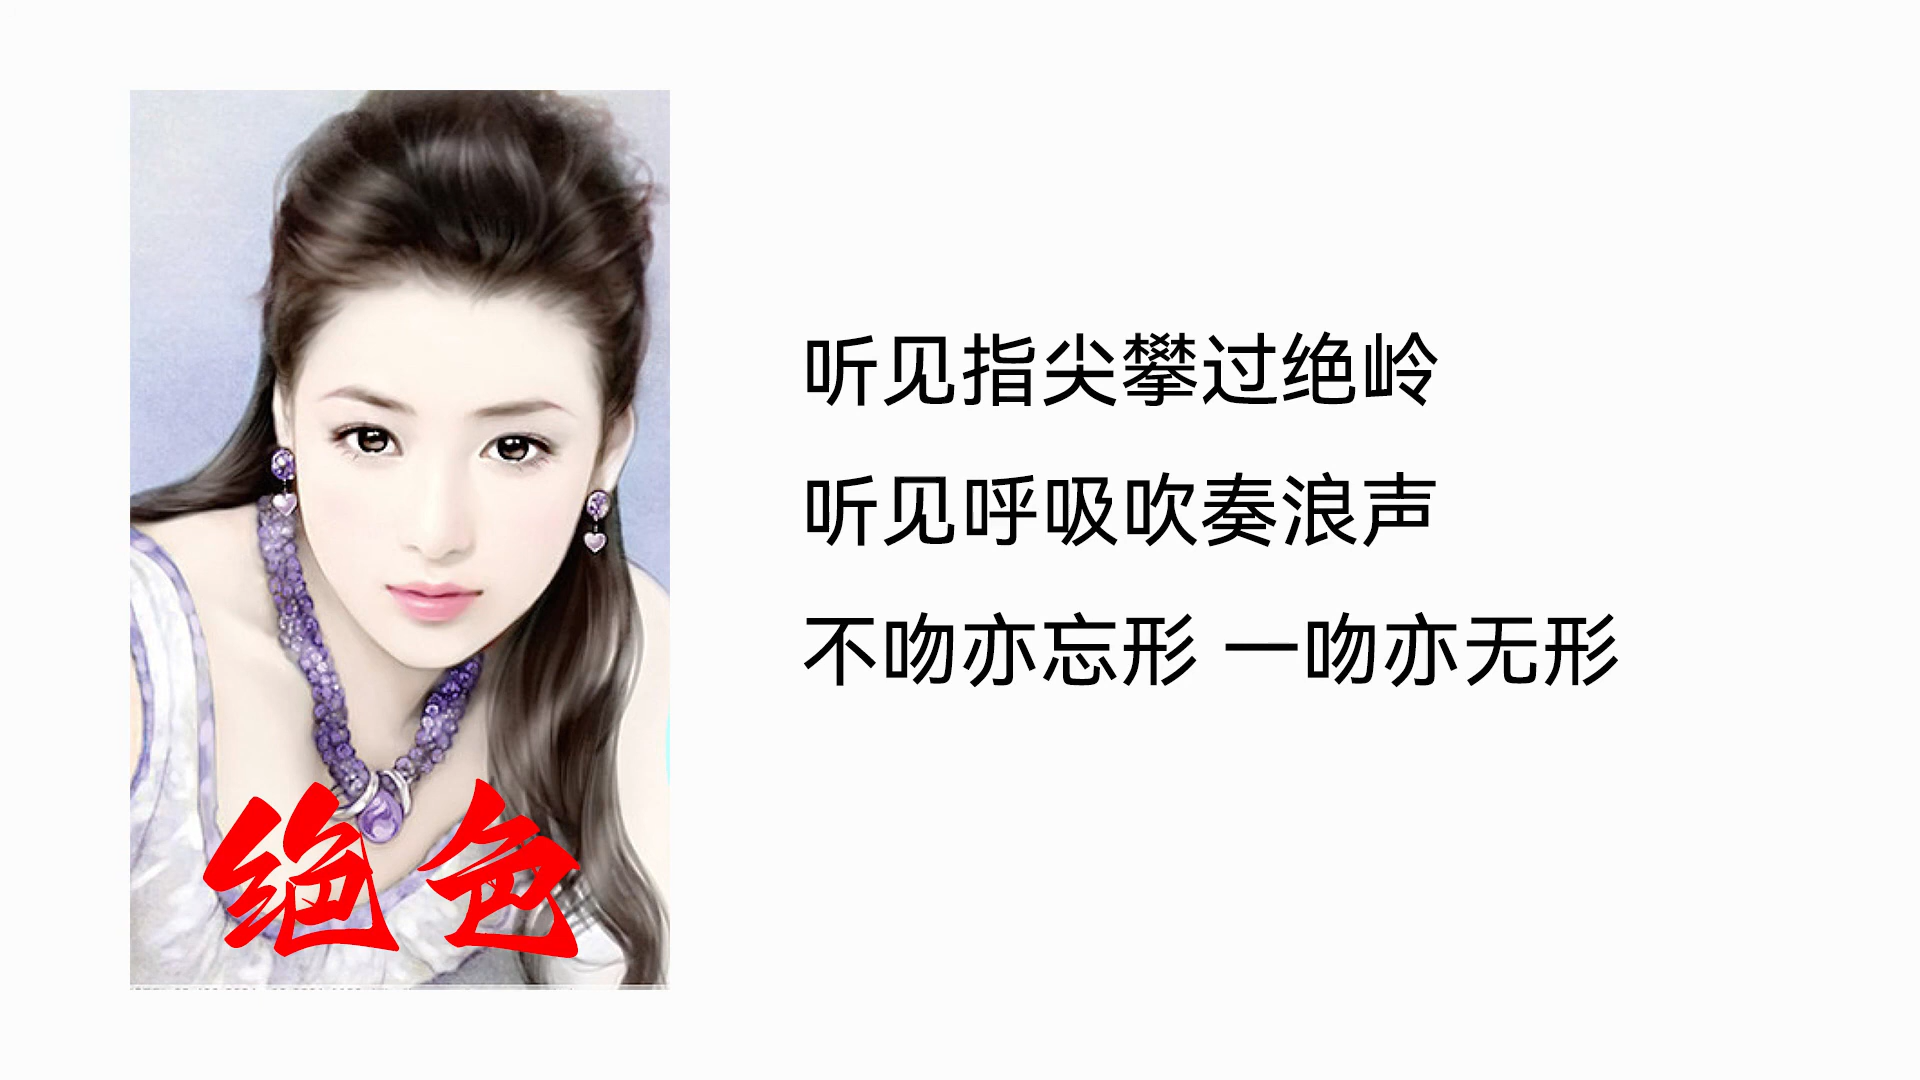 绝色
听见指尖攀过绝岭
听见呼吸吹奏浪声
不吻亦忘形 一吻亦无形